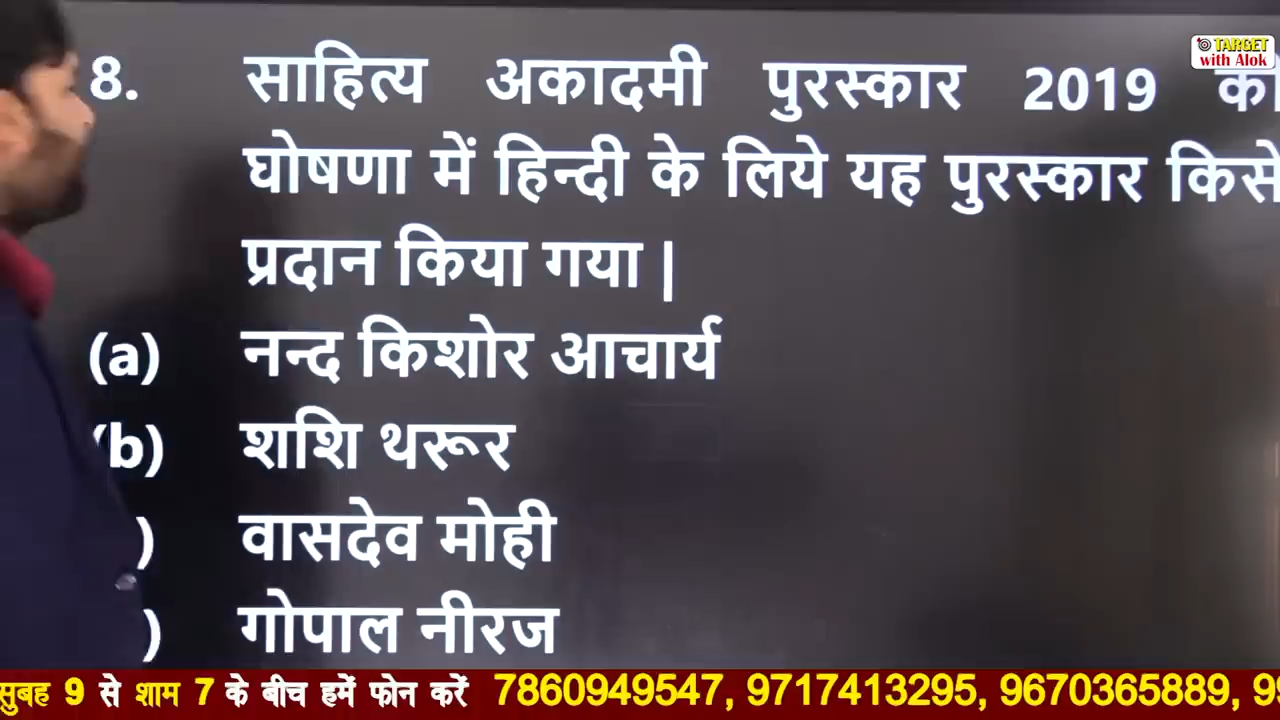 TARGET
with Alok
8. साहित्य अकादमी पुरस्कार 2019 की
घोषणा में हिन्दी के लिये यह पुरस्कार किसे
प्रदान किया गया |
(a) नन्द किशोर आचार्य
(b) शशि थरूर
) वासदेव मोही
) गोपाल नीरज
सुबह 9 से शाम 7 के बीच हमें फोन करें 7860949547, 9717413295, 9670365889,